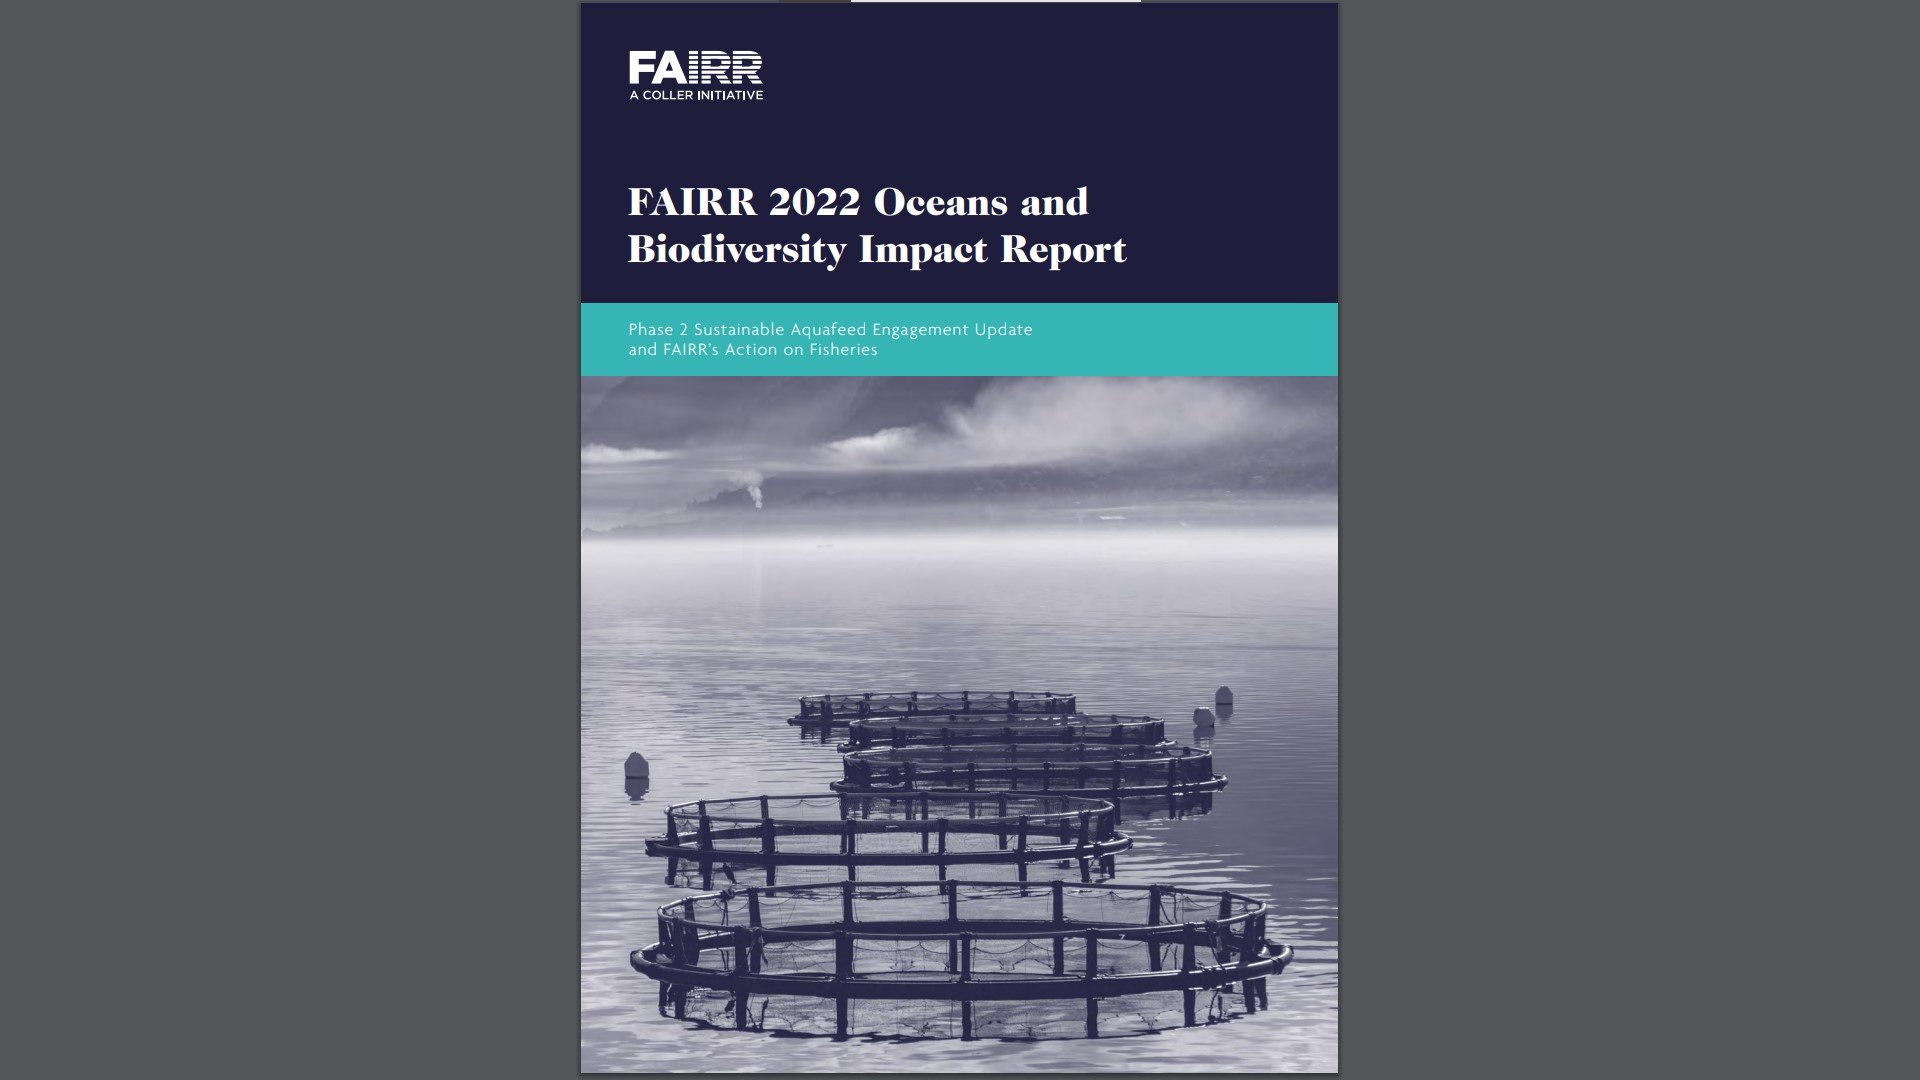 FAIRR
A COLLER INITIATIVE
FAIRR 2022 Oceans and
Biodiversity Impact Report
Phase 2 Sustainable Aquafeed Engagement Update
and FAIRR's Action on Fisheries